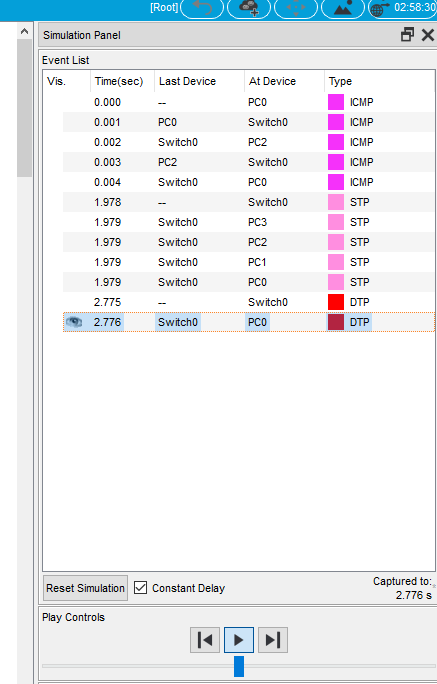 [Root] 02:58:30
Simulation Panel
Event List
Vis. Time(sec) Last Device At Device Type
0.000 -- PC0 ICMP
0.001 PC0 Switch0 ICMP
0.002 Switch0 PC2 ICMP
0.003 PC2 Switch0 ICMP
0.004 Switch0 PC0 ICMP
1.978 -- Switch0 STP
1.979 Switch0 PC3 STP
1.979 Switch0 PC2 STP
1.979 Switch0 PC1 STP
1.979 Switch0 PC0 STP
2.775 -- Switch0 DTP
2.776 Switch0 PC0 DTP
Reset Simulation Constant Delay Captured to:
2.776 s
Play Controls